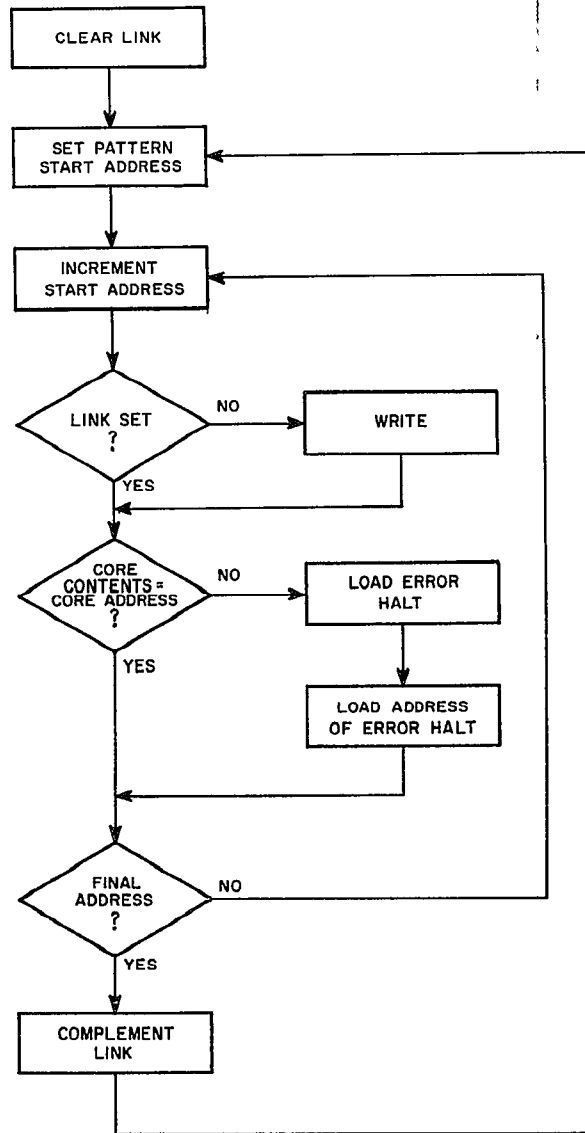 CLEAR LINK
SET PATTERN
START ADDRESS
INCREMENT
START ADDRESS
LINK SET
?
NO
WRITE
YES
CORE
CONTENTS=
CORE ADDRESS
?
NO
LOAD ERROR
HALT
YES
LOAD ADDRESS
OF ERROR HALT
FINAL
ADDRESS
?
NO
YES
COMPLEMENT
LINK